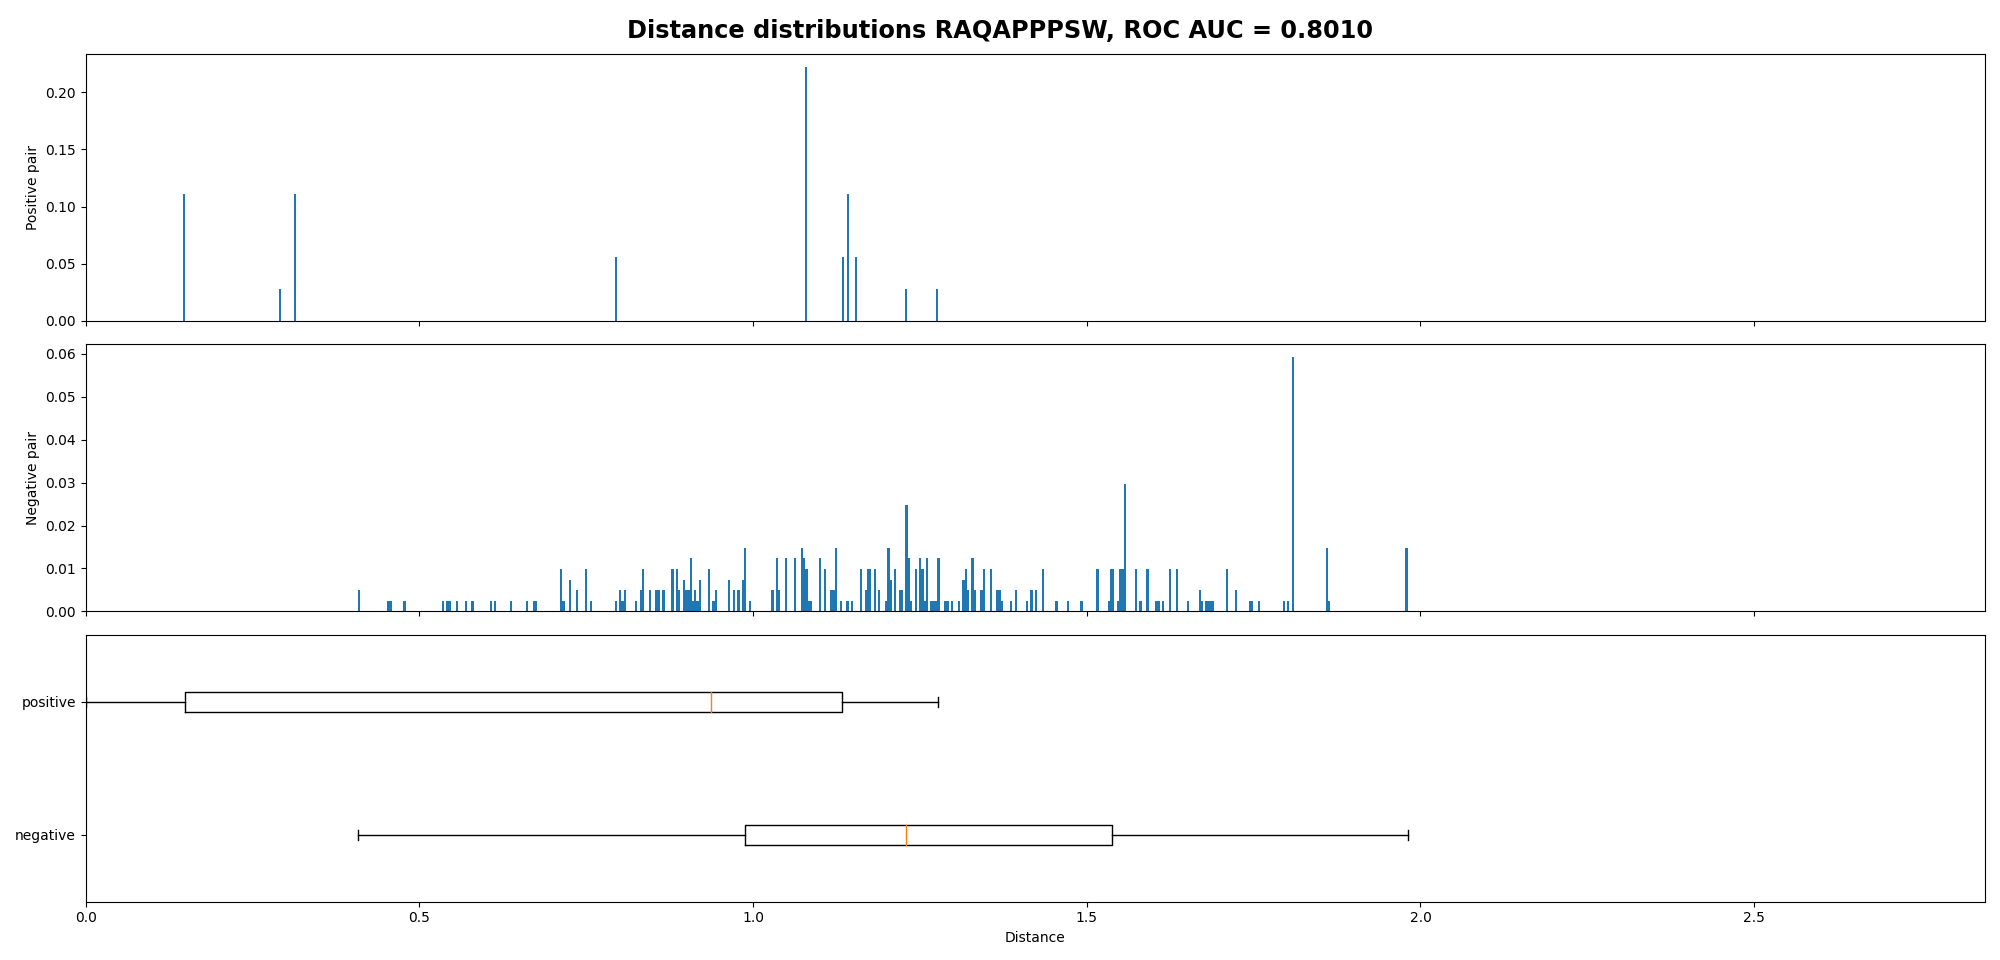 Distance distributions RAQAPPPSW, ROC AUC = 0.8010
0.20
0.15
0.10
0.05
0.00
Positive pair
0.06
0.05
0.04
0.03
0.02
0.01
0.00
Negative pair
positive
negative
0.0 0.5 1.0 1.5 2.0 2.5
Distance